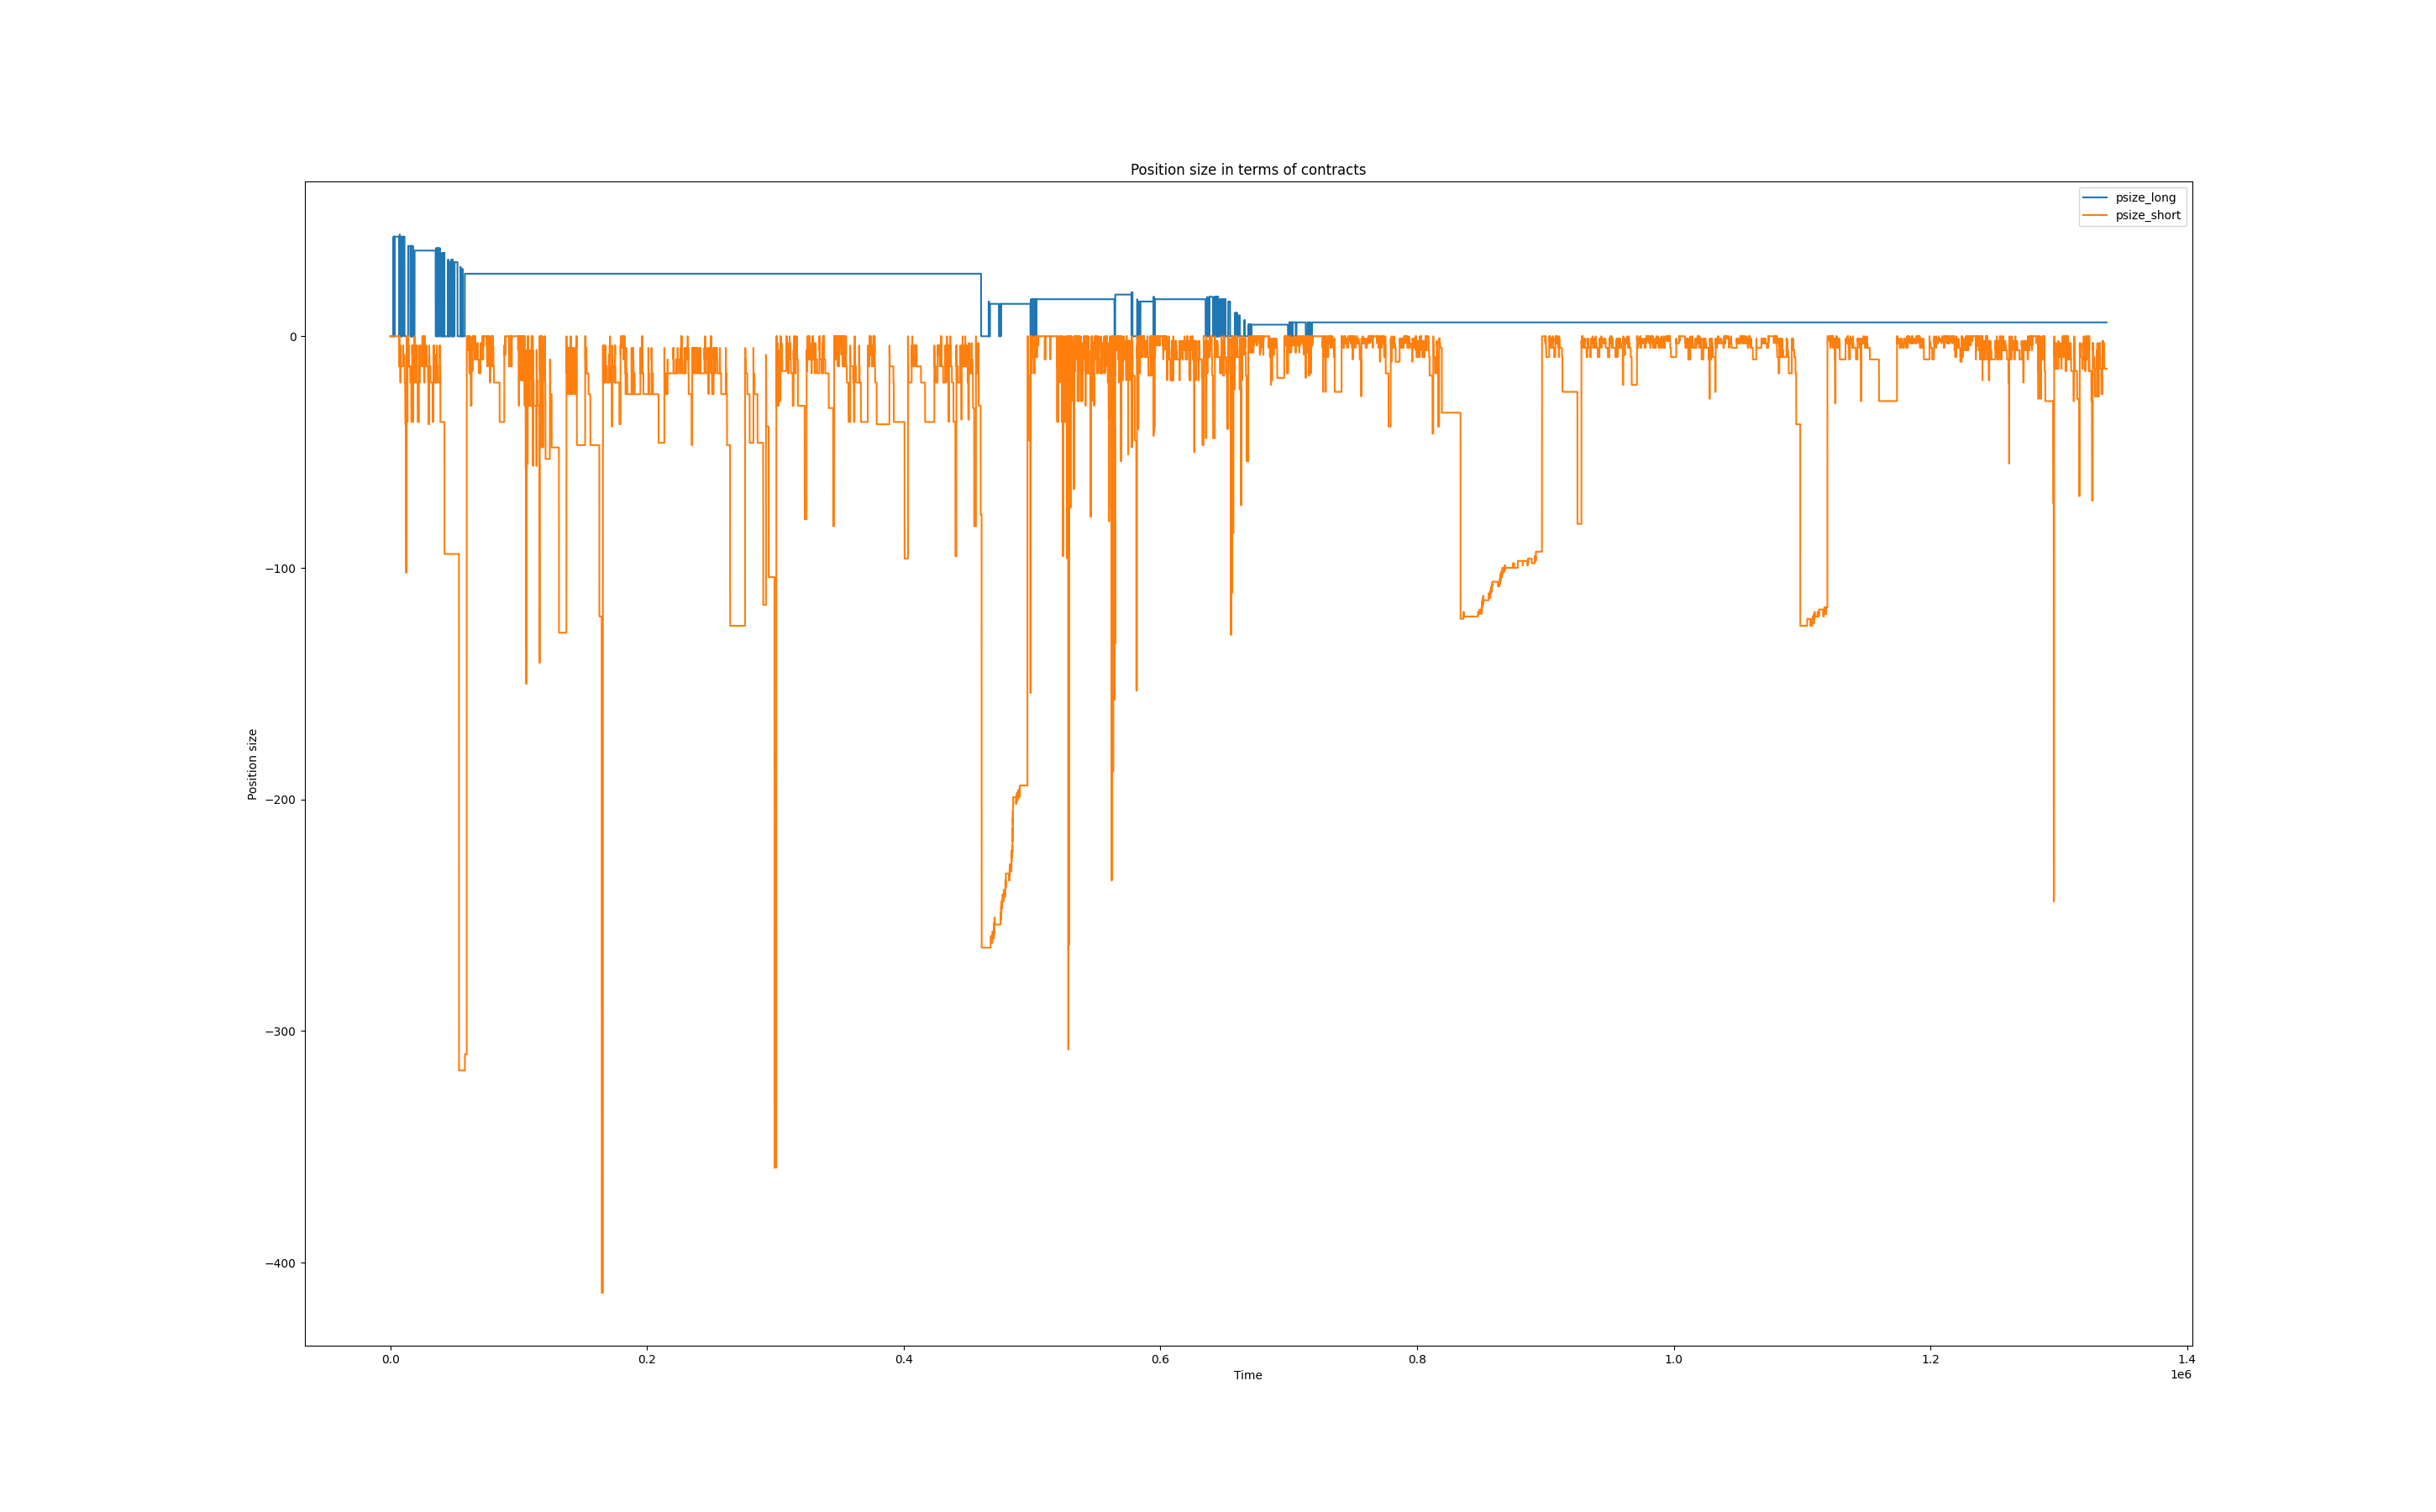 Position size in terms of contracts
psize_long
psize_short
Position size
0
−100
−200
−300
−400
0.0 0.2 0.4 0.6 0.8 1.0 1.2 1.4
Time
1e6